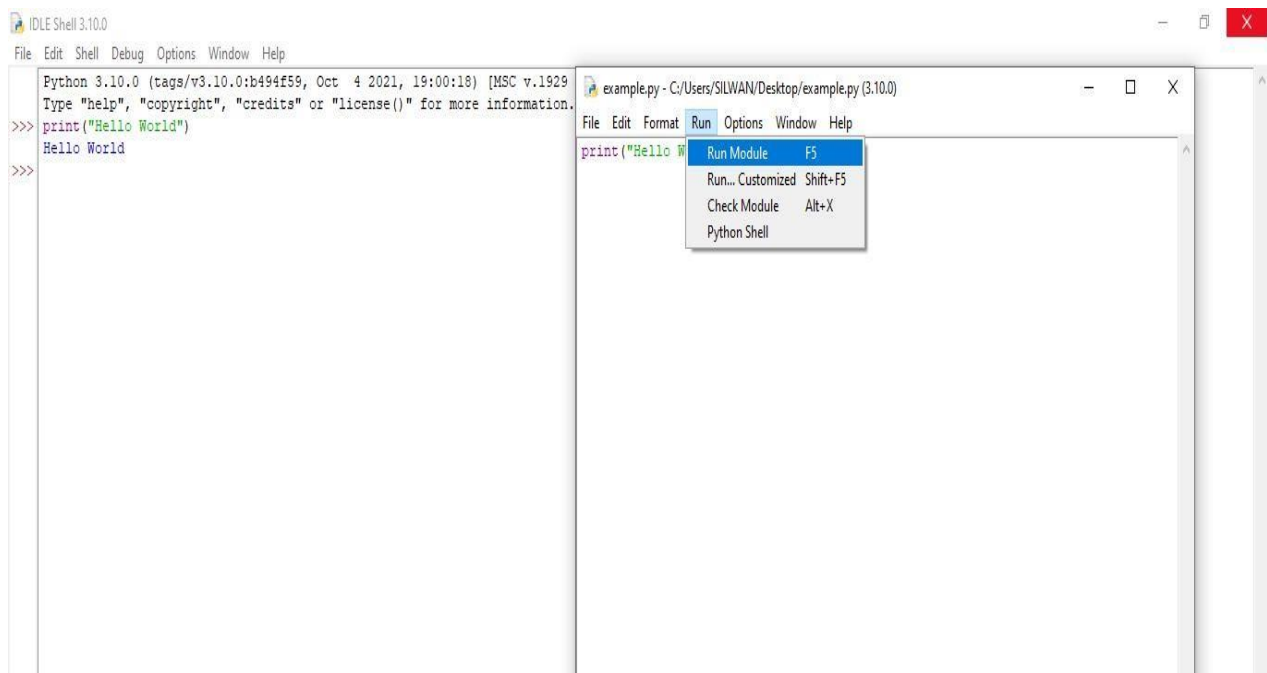 IDLE Shell 3.10.0
File Edit Shell Debug Options Window Help
Python 3.10.0 (tags/v3.10.0:b494f59, Oct 4 2021, 19:00:18) [MSC v.1929
Type "help", "copyright", "credits" or "license()" for more information.
>>> print("Hello World")
Hello World
>>>
example.py - C:/Users/SILWAN/Desktop/example.py (3.10.0)
File Edit Format Run Options Window Help
print("Hello W
Run Module F5
Run... Customized Shift+F5
Check Module Alt+X
Python Shell